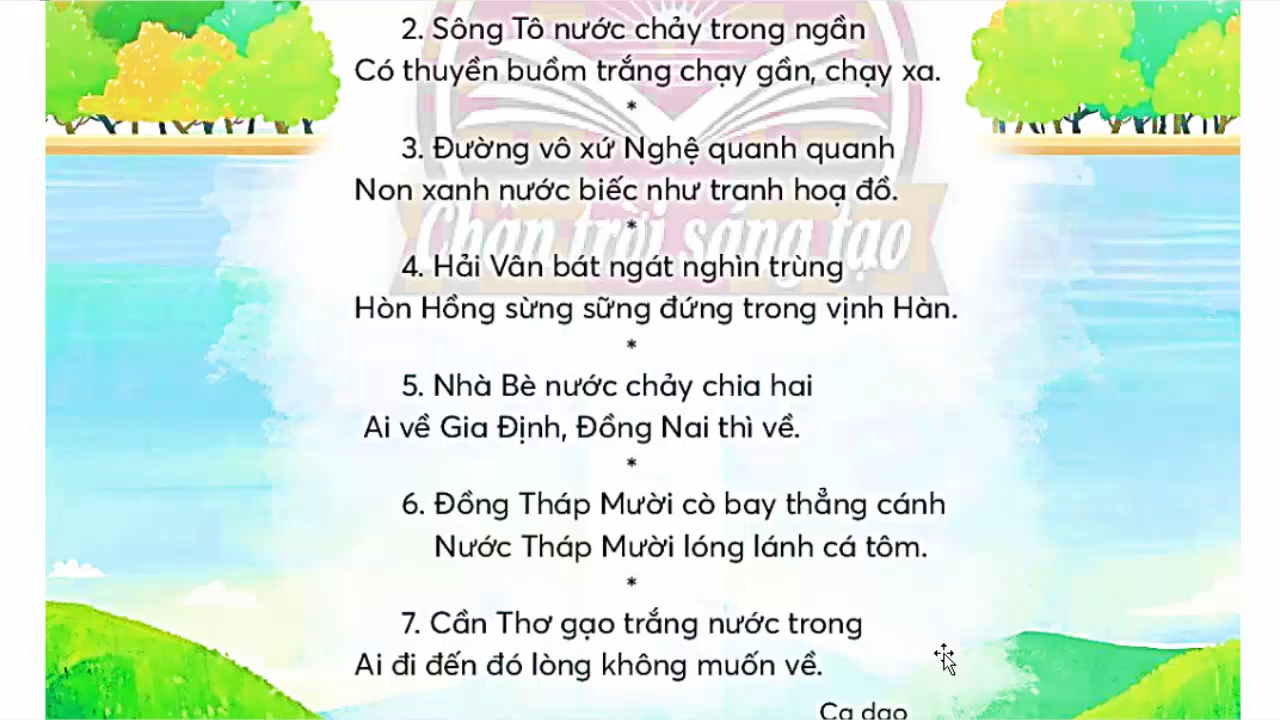 2. Sông Tô nước chảy trong ngần
Có thuyền buồm trắng chạy gần, chạy xa.
*
3. Đường vô xứ Nghệ quanh quanh
Non xanh nước biếc như tranh hoạ đồ.
*
Chân trời sáng tạo
4. Hải Vân bát ngát nghìn trùng
Hòn Hồng sừng sững đứng trong vịnh Hàn.
*
5. Nhà Bè nước chảy chia hai
Ai về Gia Định, Đồng Nai thì về.
*
6. Đồng Tháp Mười cò bay thẳng cánh
Nước Tháp Mười lóng lánh cá tôm.
*
7. Cần Thơ gạo trắng nước trong
Ai đi đến đó lòng không muốn về.
Ca dao